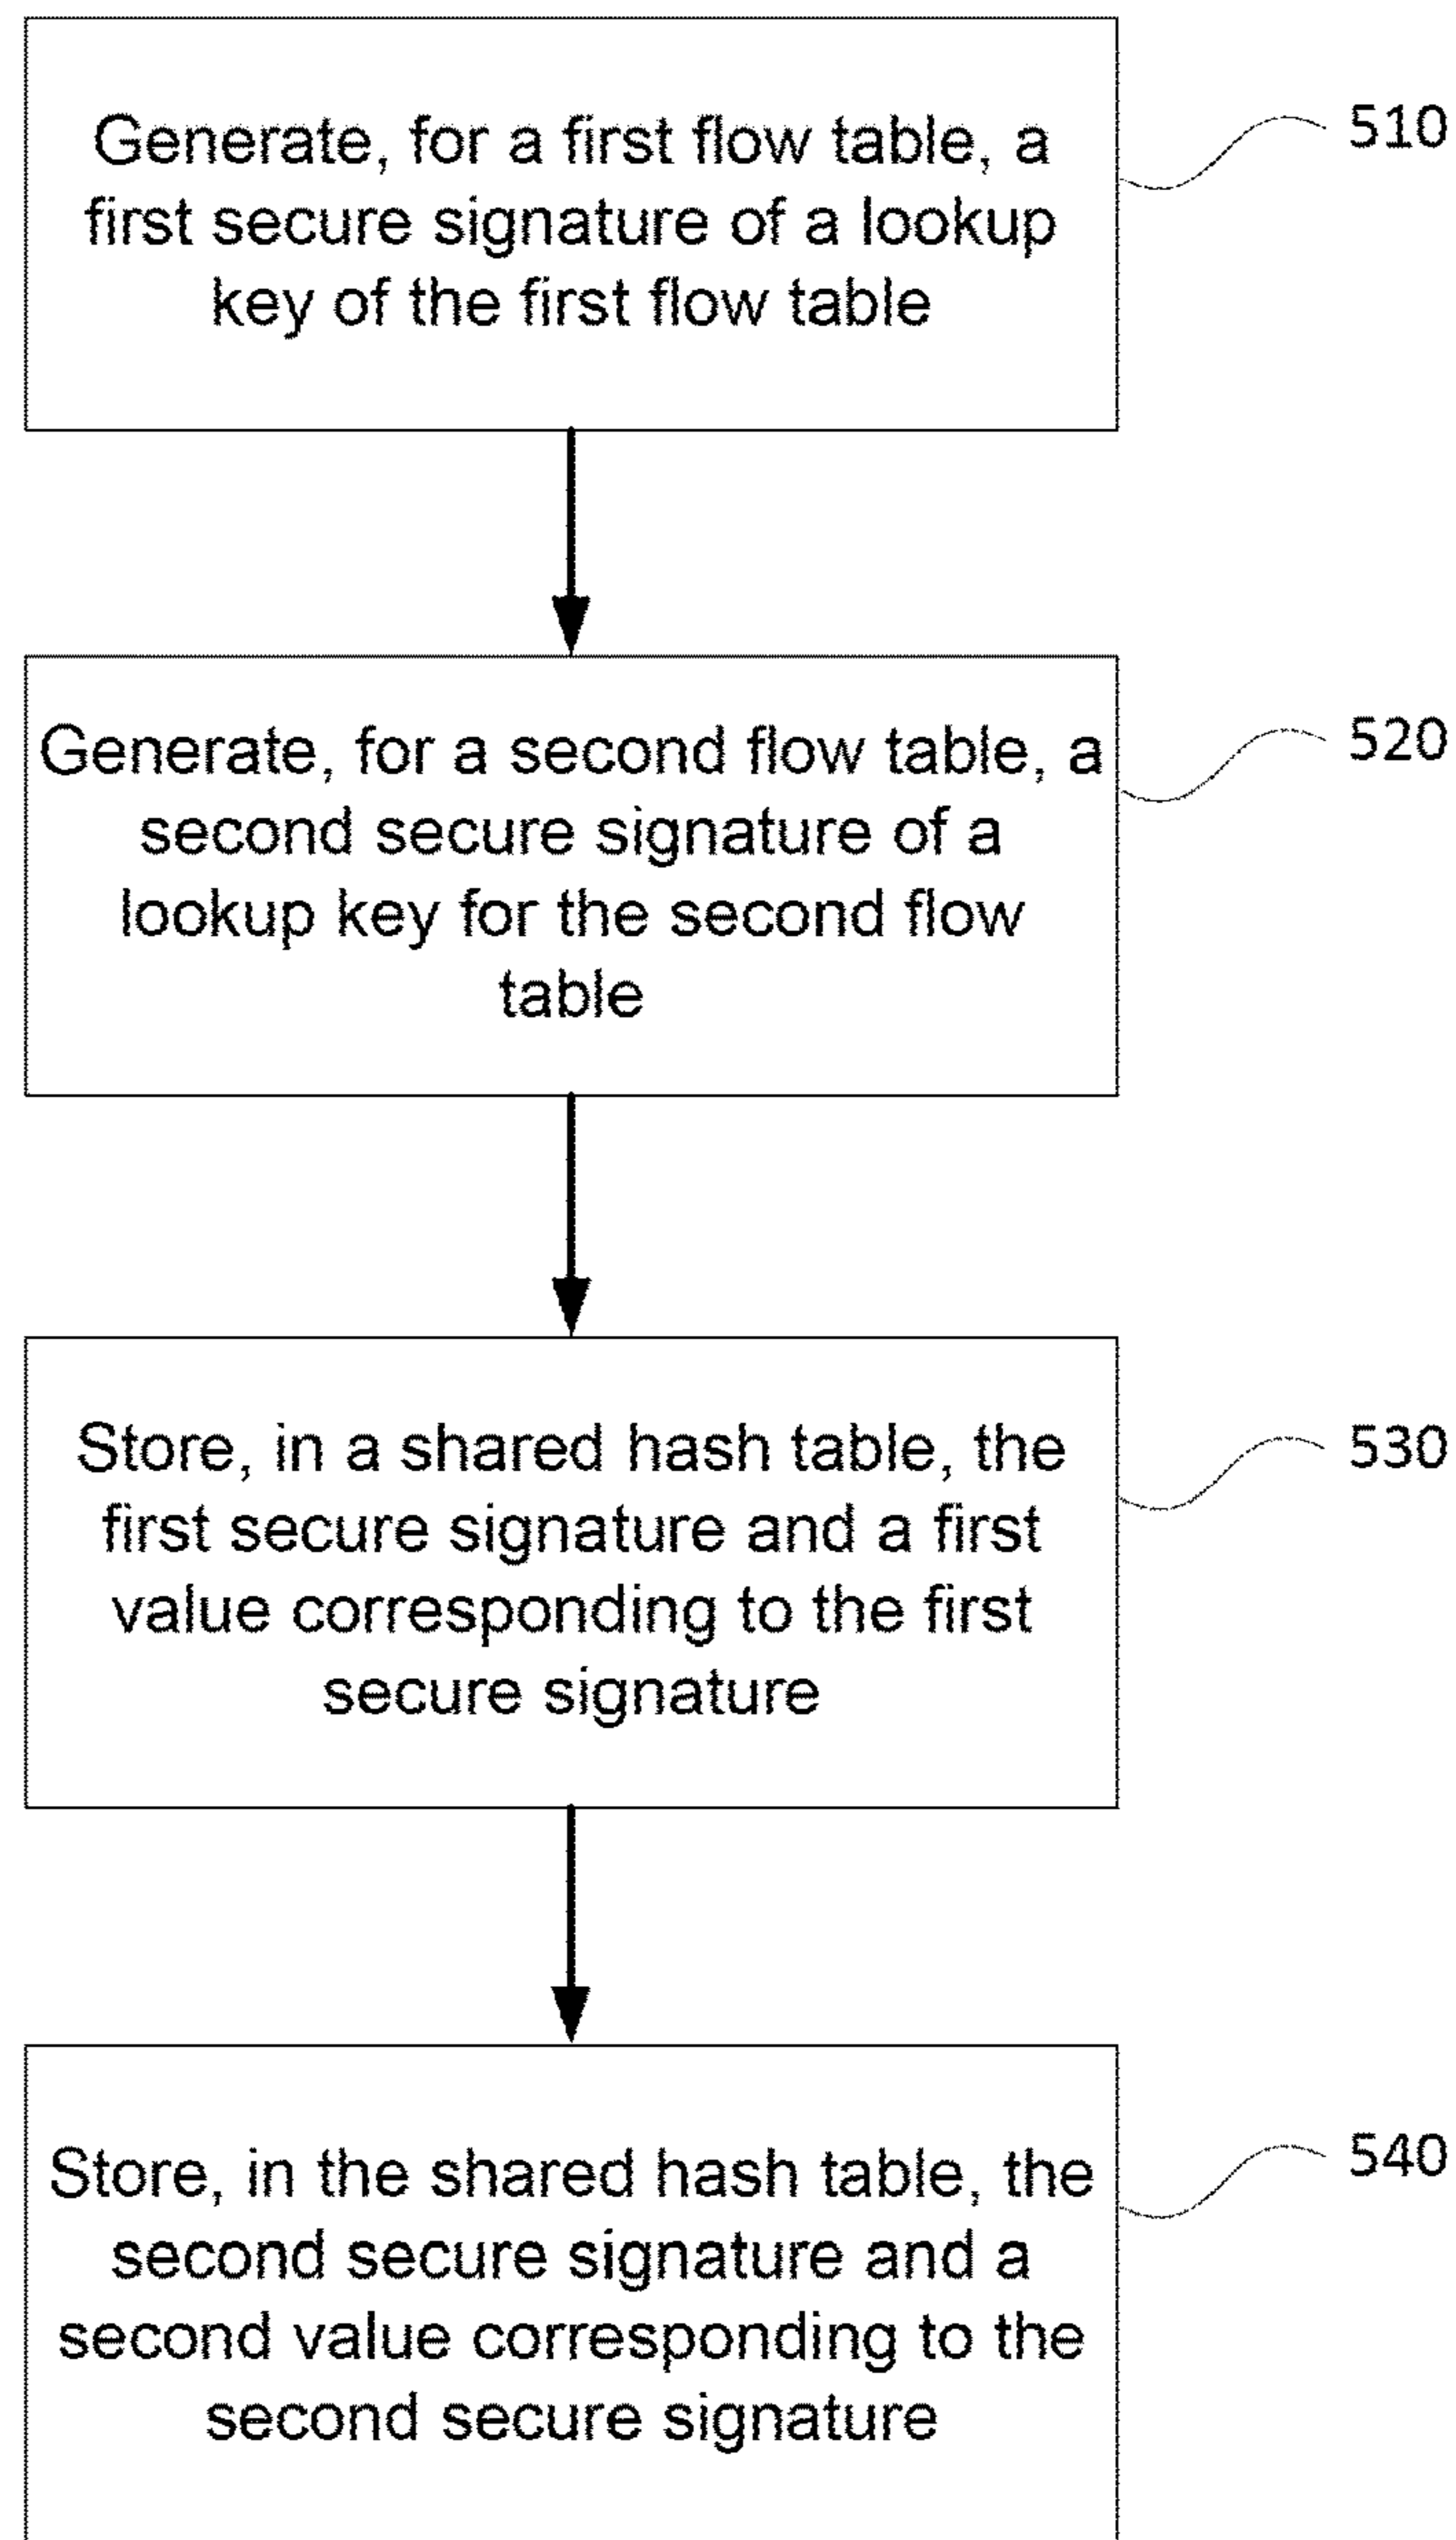 Generate, for a first flow table, a
first secure signature of a lookup
key of the first flow table
510
Generate, for a second flow table, a
second secure signature of a
lookup key for the second flow
table
520
Store, in a shared hash table, the
first secure signature and a first
value corresponding to the first
secure signature
530
Store, in the shared hash table, the
second secure signature and a
second value corresponding to the
second secure signature
540